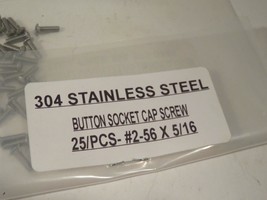 304 STAINLESS STEEL
BUTTON SOCKET CAP SCREW
25/PCS- #2-56 X 5/16